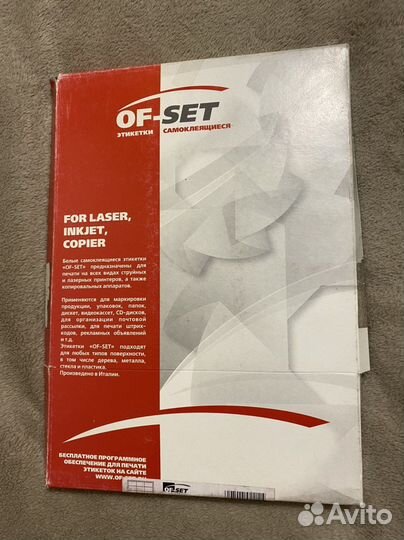 OF-SET
ЭТИКЕТКИ САМОКЛЕЯЩИЕСЯ
FOR LASER,
INKJET,
COPIER
Белые самоклеящиеся этикетки
«OF-SET» предназначены для
печати на всех видах струйных
и лазерных принтеров, а также
копировальных аппаратов.
Применяются для маркировки
продукции, упаковок, папок,
дискет, видеокассет, CD-дисков,
для организации почтовой
рассылки, для печати штрих-
кодов, рекламных объявлений
и т.д.
Этикетки «OF-SET» подходят
для любых типов поверхности,
в том числе дерева, металла,
стекла и пластика.
Произведено в Италии.
БЕСПЛАТНОЕ ПРОГРАММНОЕ
ОБЕСПЕЧЕНИЕ ДЛЯ ПЕЧАТИ
ЭТИКЕТОК НА САЙТЕ
OF-SET
Avito